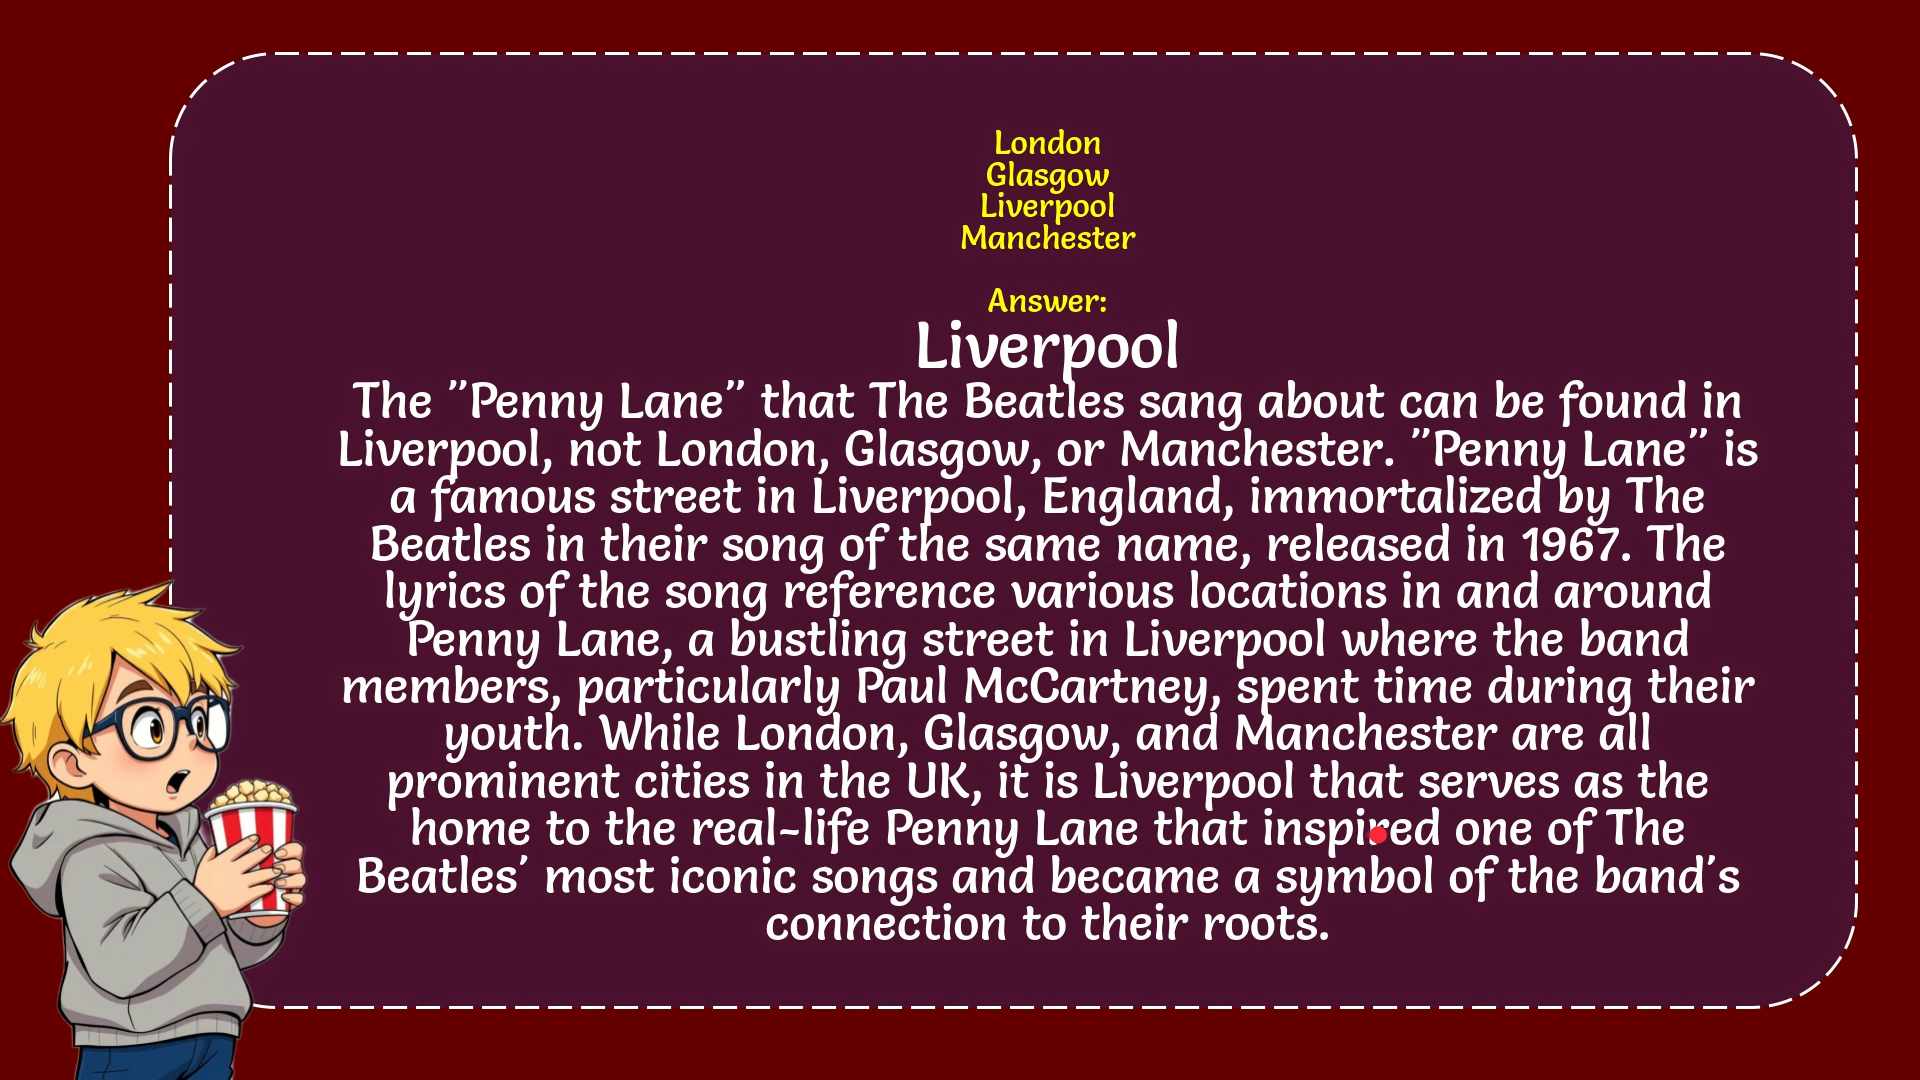 London
Glasgow
Liverpool
Manchester
Answer:
Liverpool
The "Penny Lane" that The Beatles sang about can be found in
Liverpool, not London, Glasgow, or Manchester. "Penny Lane" is
a famous street in Liverpool, England, immortalized by The
Beatles in their song of the same name, released in 1967. The
lyrics of the song reference various locations in and around
Penny Lane, a bustling street in Liverpool where the band
members, particularly Paul McCartney, spent time during their
youth. While London, Glasgow, and Manchester are all
prominent cities in the UK, it is Liverpool that serves as the
home to the real-life Penny Lane that inspired one of The
Beatles' most iconic songs and became a symbol of the band's
connection to their roots.